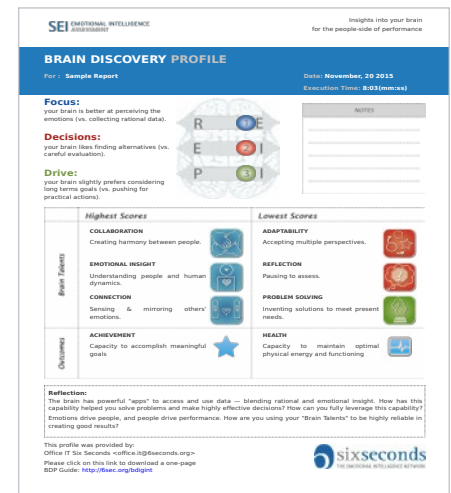 SEI EMOTIONAL INTELLIGENCE
ASSESSMENT
Insights into your brain
for the people-side of performance
BRAIN DISCOVERY PROFILE
For : Sample Report
Date: November, 20 2015
Execution Time: 8:03(mm:ss)
Focus:
your brain is better at perceiving the
emotions (vs. collecting rational data).
Decisions:
your brain likes finding alternatives (vs.
careful evaluation).
Drive:
your brain slightly prefers considering
long terms goals (vs. pushing for
practical actions).
R 1 E
E 2 I
P 3 I
NOTES
Highest Scores
Lowest Scores
Brain Talents
COLLABORATION
Creating harmony between people.
EMOTIONAL INSIGHT
Understanding people and human
dynamics.
CONNECTION
Sensing & mirroring others'
emotions.
ADAPTABILITY
Accepting multiple perspectives.
REFLECTION
Pausing to assess.
PROBLEM SOLVING
Inventing solutions to meet present
needs.
Outcomes
ACHIEVEMENT
Capacity to accomplish meaningful
goals
HEALTH
Capacity to maintain optimal
physical energy and functioning
Reflection:
The brain has powerful "apps" to access and use data — blending rational and emotional insight. How has this
capability helped you solve problems and make highly effective decisions? How can you fully leverage this capability?
Emotions drive people, and people drive performance. How are you using your "Brain Talents" to be highly reliable in
creating good results?
This profile was provided by:
Office IT Six Seconds <office.it@6seconds.org>
Please click on this link to download a one-page
BDP Guide: http://6sec.org/bdigint
sixseconds
THE EMOTIONAL INTELLIGENCE NETWORK